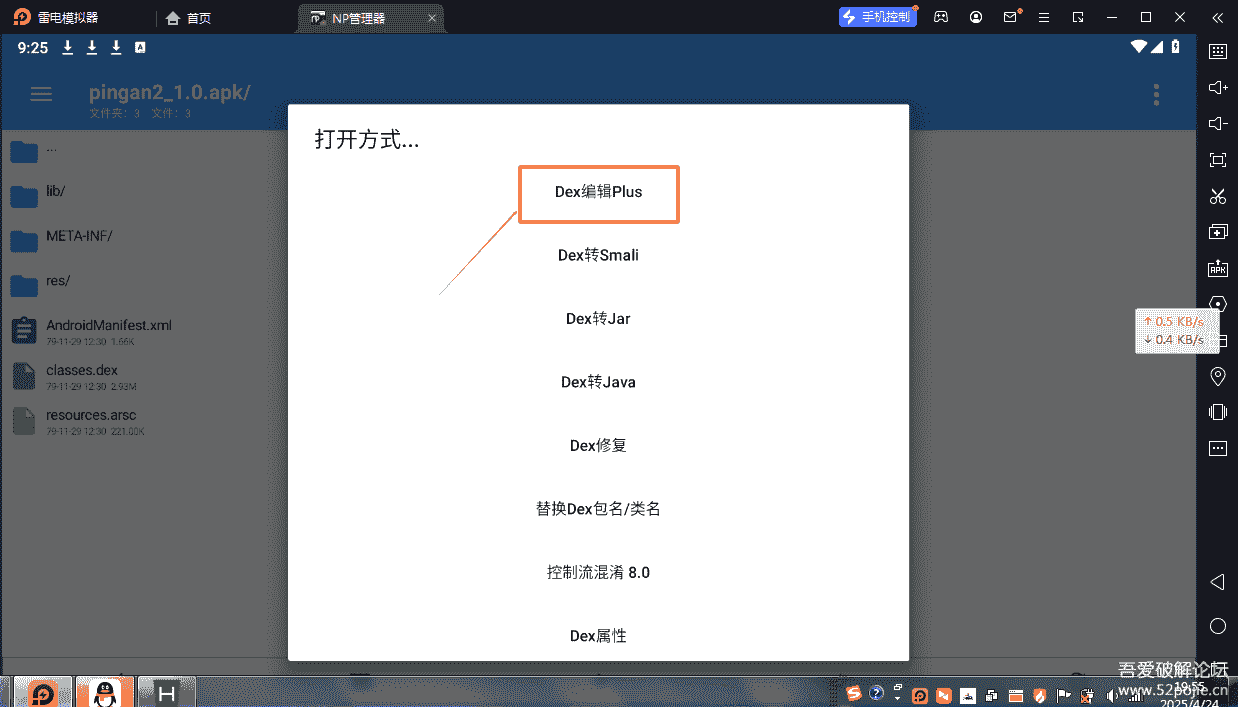 雷电模拟器
首页
NP管理器
手机控制
9:25
pingan2_1.0.apk/
文件夹：3 文件：3
打开方式...
..
Dex编辑Plus
lib/
META-INF/
Dex转Smali
res/
Dex转Jar
AndroidManifest.xml
79-11-29 12:30 1.66K
↑ 0.5 KB/s
↓ 0.4 KB/s
classes.dex
79-11-29 12:30 2.93M
Dex转Java
resources.arsc
79-11-29 12:30 221.00K
Dex修复
替换Dex包名/类名
控制流混淆 8.0
Dex属性
APK
吾爱破解论坛
www.52pojie.cn
19:55
2025/4/24